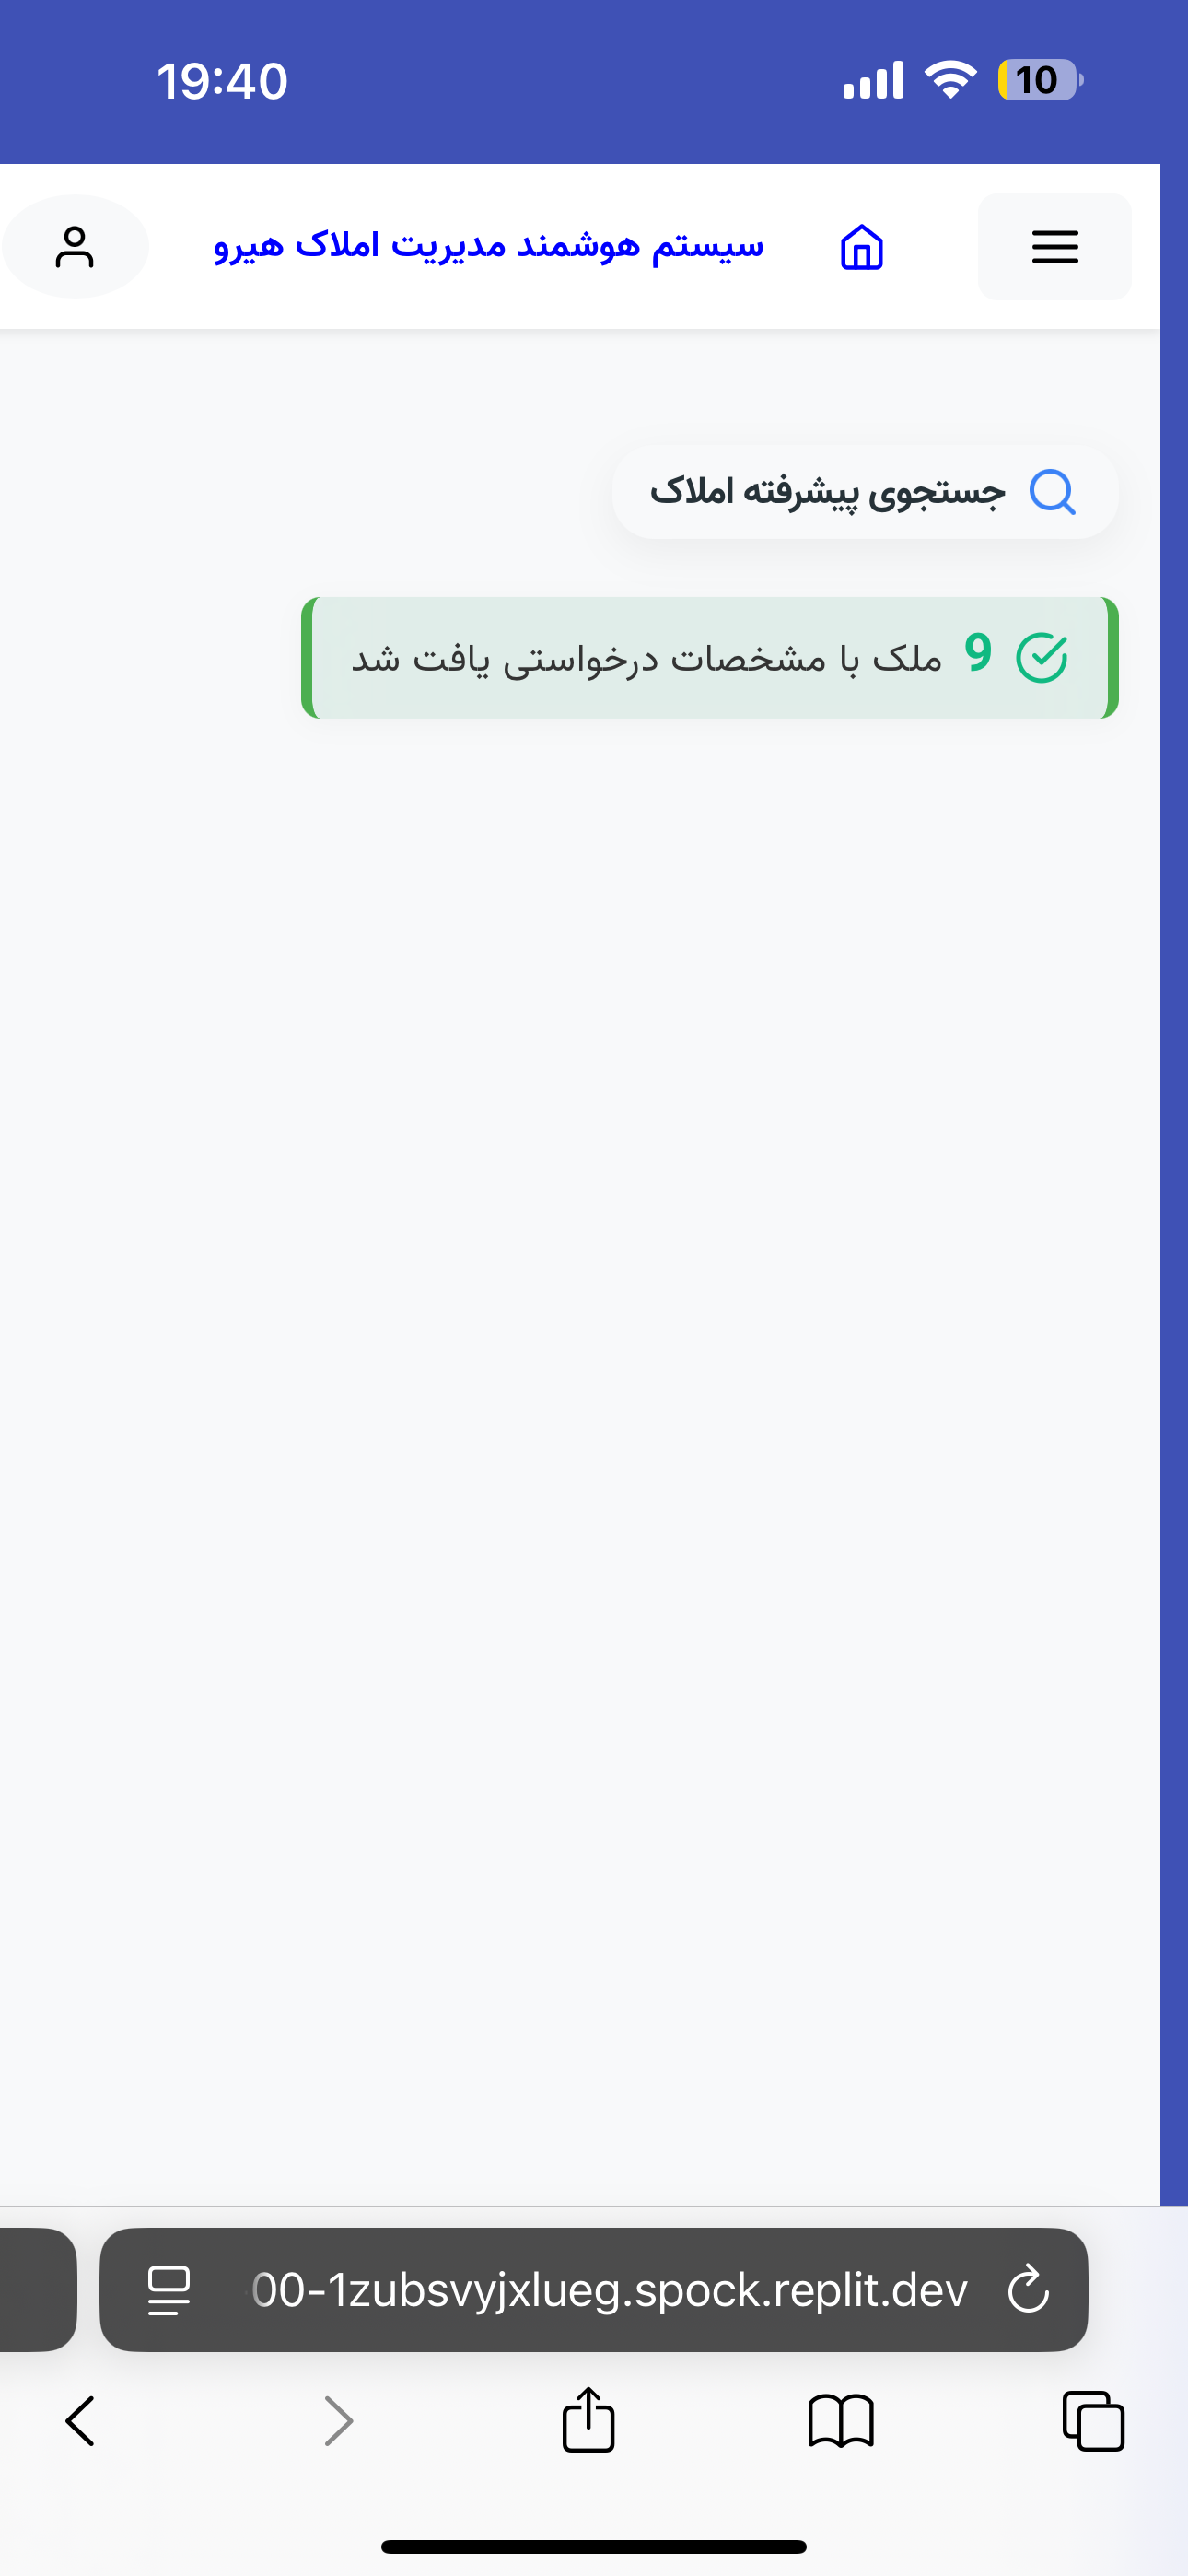 19:40
10
سیستم هوشمند مدیریت املاک هیرو
جستجوی پیشرفته املاک
9 ملک با مشخصات درخواستی یافت شد
00-1zubsvyjxlueg.spock.replit.dev